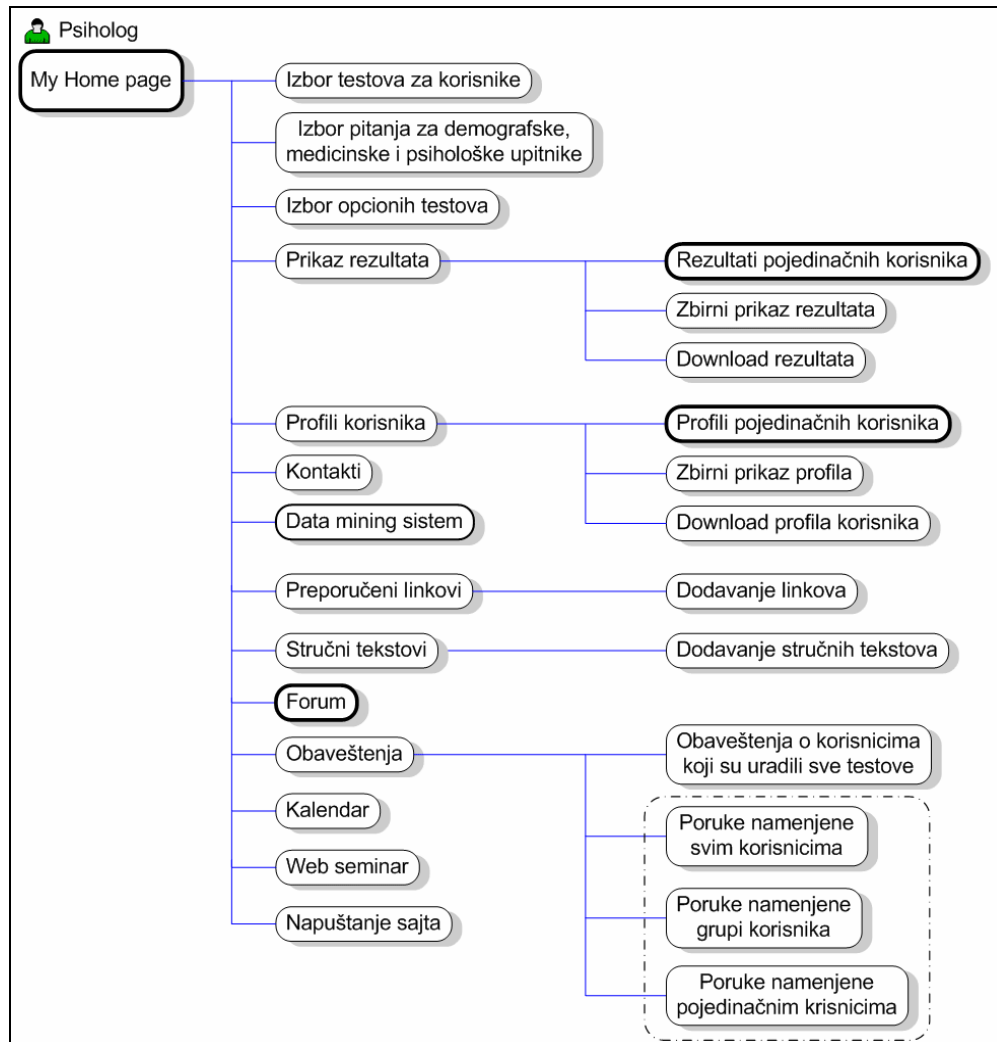 Psiholog
My Home page
Izbor testova za korisnike
Izbor pitanja za demografske,
medicinske i psihološke upitnike
Izbor opcionih testova
Prikaz rezultata
Rezultati pojedinačnih korisnika
Zbirni prikaz rezultata
Download rezultata
Profili korisnika
Profili pojedinačnih korisnika
Zbirni prikaz profila
Download profila korisnika
Kontakti
Data mining sistem
Preporučeni linkovi
Dodavanje linkova
Stručni tekstovi
Dodavanje stručnih tekstova
Forum
Obaveštenja
Obaveštenja o korisnicima
koji su uradili sve testove
Poruke namenjene
svim korisnicima
Poruke namenjene
grupi korisnika
Poruke namenjene
pojedinačnim krisnicima
Kalendar
Web seminar
Napuštanje sajta